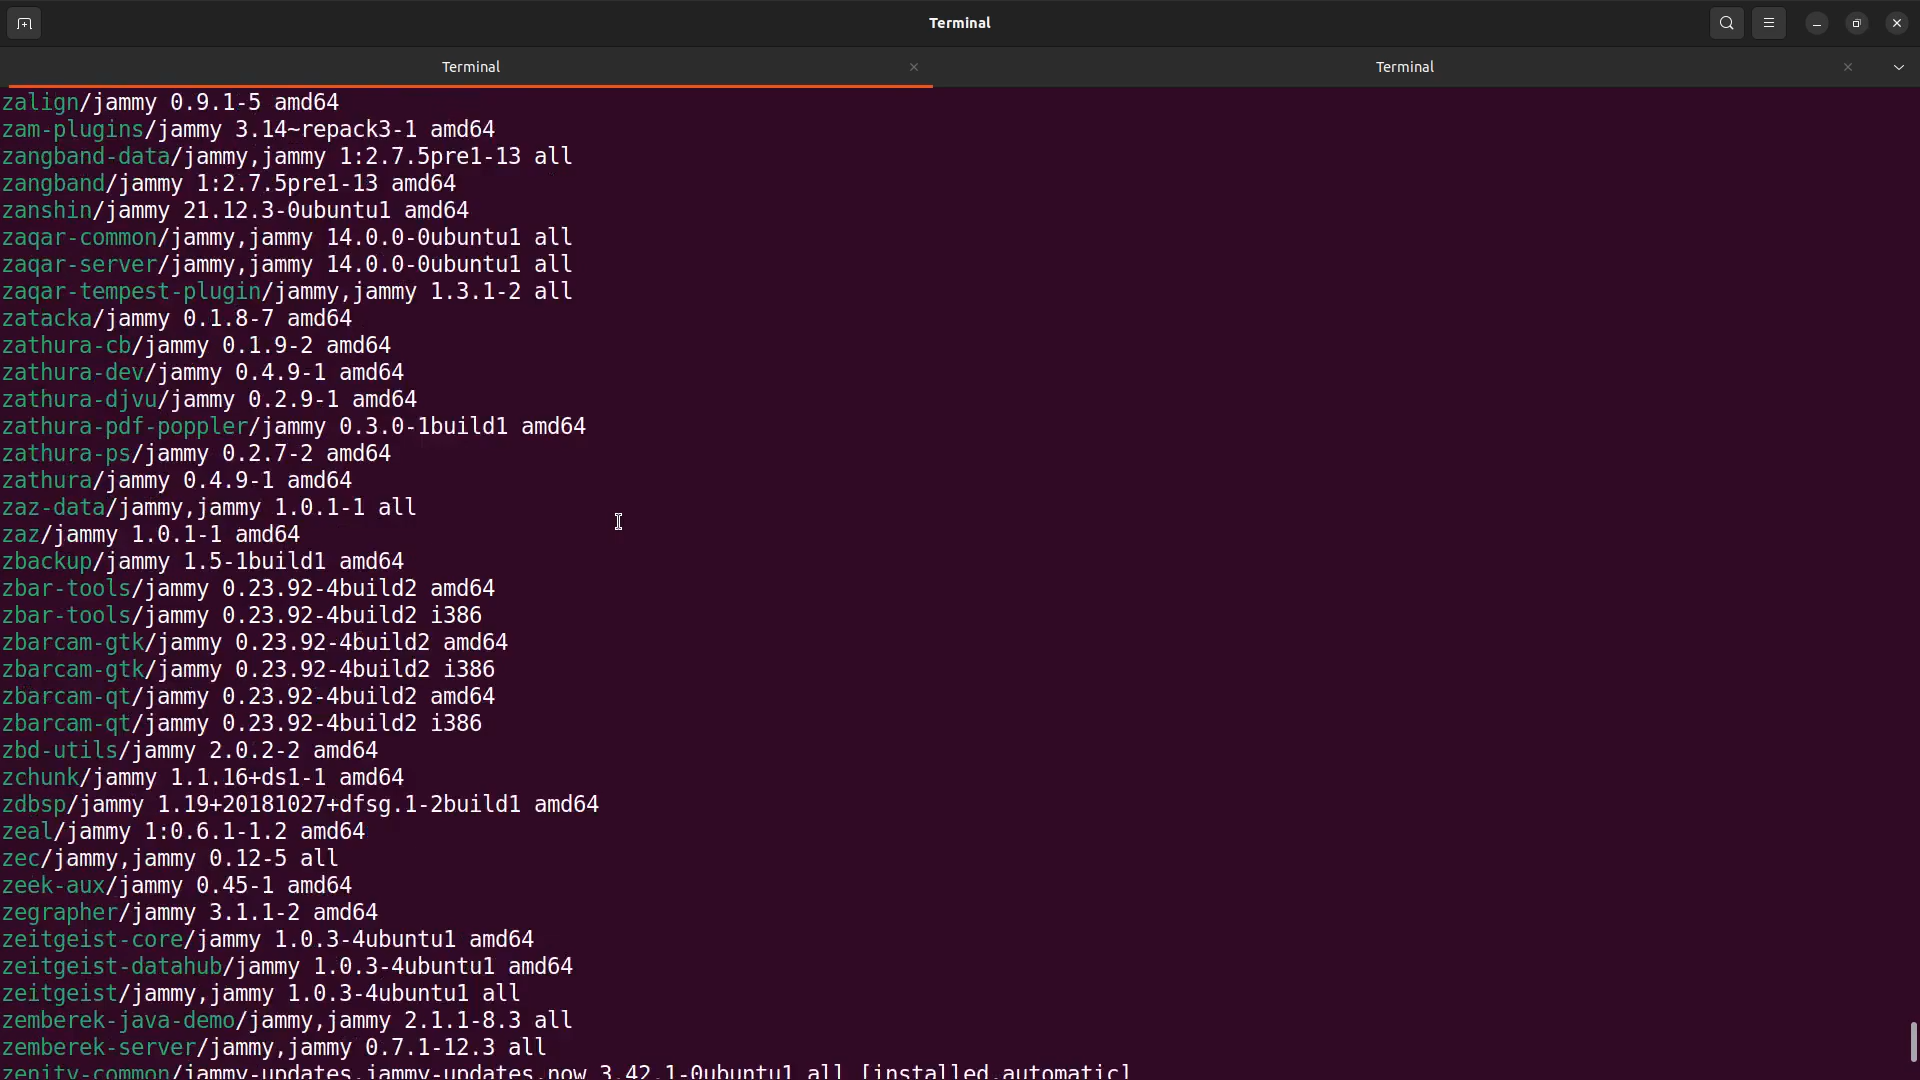 Terminal
Terminal Terminal
zalign/jammy 0.9.1-5 amd64
zam-plugins/jammy 3.14~repack3-1 amd64
zangband-data/jammy,jammy 1:2.7.5pre1-13 all
zangband/jammy 1:2.7.5pre1-13 amd64
zanshin/jammy 21.12.3-0ubuntu1 amd64
zaqar-common/jammy,jammy 14.0.0-0ubuntu1 all
zaqar-server/jammy,jammy 14.0.0-0ubuntu1 all
zaqar-tempest-plugin/jammy,jammy 1.3.1-2 all
zatacka/jammy 0.1.8-7 amd64
zathura-cb/jammy 0.1.9-2 amd64
zathura-dev/jammy 0.4.9-1 amd64
zathura-djvu/jammy 0.2.9-1 amd64
zathura-pdf-poppler/jammy 0.3.0-1build1 amd64
zathura-ps/jammy 0.2.7-2 amd64
zathura/jammy 0.4.9-1 amd64
zaz-data/jammy,jammy 1.0.1-1 all
zaz/jammy 1.0.1-1 amd64
zbackup/jammy 1.5-1build1 amd64
zbar-tools/jammy 0.23.92-4build2 amd64
zbar-tools/jammy 0.23.92-4build2 i386
zbarcam-gtk/jammy 0.23.92-4build2 amd64
zbarcam-gtk/jammy 0.23.92-4build2 i386
zbarcam-qt/jammy 0.23.92-4build2 amd64
zbarcam-qt/jammy 0.23.92-4build2 i386
zbd-utils/jammy 2.0.2-2 amd64
zchunk/jammy 1.1.16+ds1-1 amd64
zdbsp/jammy 1.19+20181027+dfsg.1-2build1 amd64
zeal/jammy 1:0.6.1-1.2 amd64
zec/jammy,jammy 0.12-5 all
zeek-aux/jammy 0.45-1 amd64
zegrapher/jammy 3.1.1-2 amd64
zeitgeist-core/jammy 1.0.3-4ubuntu1 amd64
zeitgeist-datahub/jammy 1.0.3-4ubuntu1 amd64
zeitgeist/jammy,jammy 1.0.3-4ubuntu1 all
zemberek-java-demo/jammy,jammy 2.1.1-8.3 all
zemberek-server/jammy,jammy 0.7.1-12.3 all
zenity-common/jammy-updates,jammy-updates,now 3.42.1-0ubuntu1 all [installed,automatic]